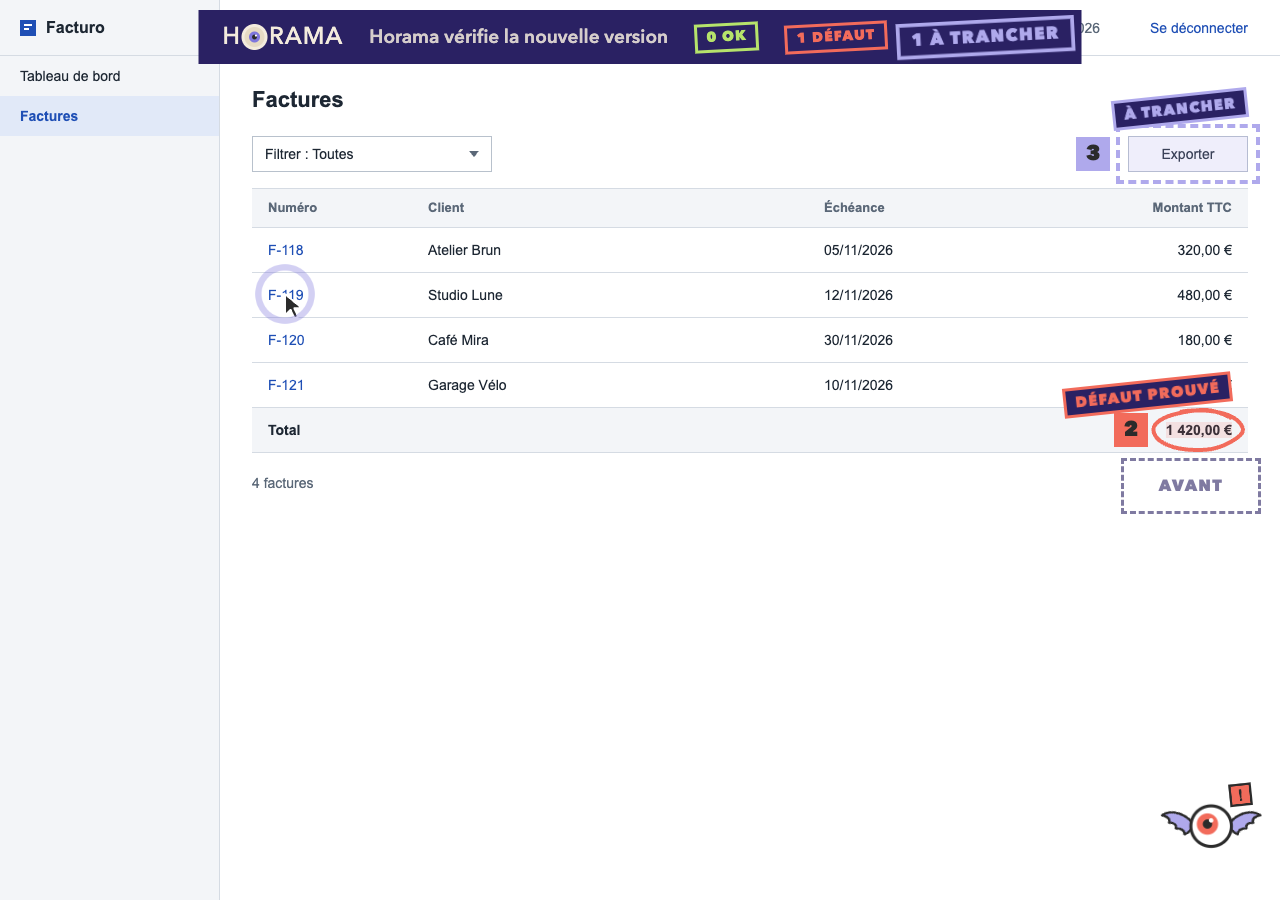 Facturo
HORAMA
Horama vérifie la nouvelle version
0 OK
1 DÉFAUT
1 À TRANCHER
Se déconnecter
Tableau de bord
Factures
Factures
À TRANCHER
Filtrer : Toutes
3
Exporter
Numéro Client Échéance Montant TTC
F-118 Atelier Brun 05/11/2026 320,00 €
F-119 Studio Lune 12/11/2026 480,00 €
F-120 Café Mira 30/11/2026 180,00 €
F-121 Garage Vélo 10/11/2026
DÉFAUT PROUVÉ
Total 2 1 420,00 €
4 factures
AVANT
!